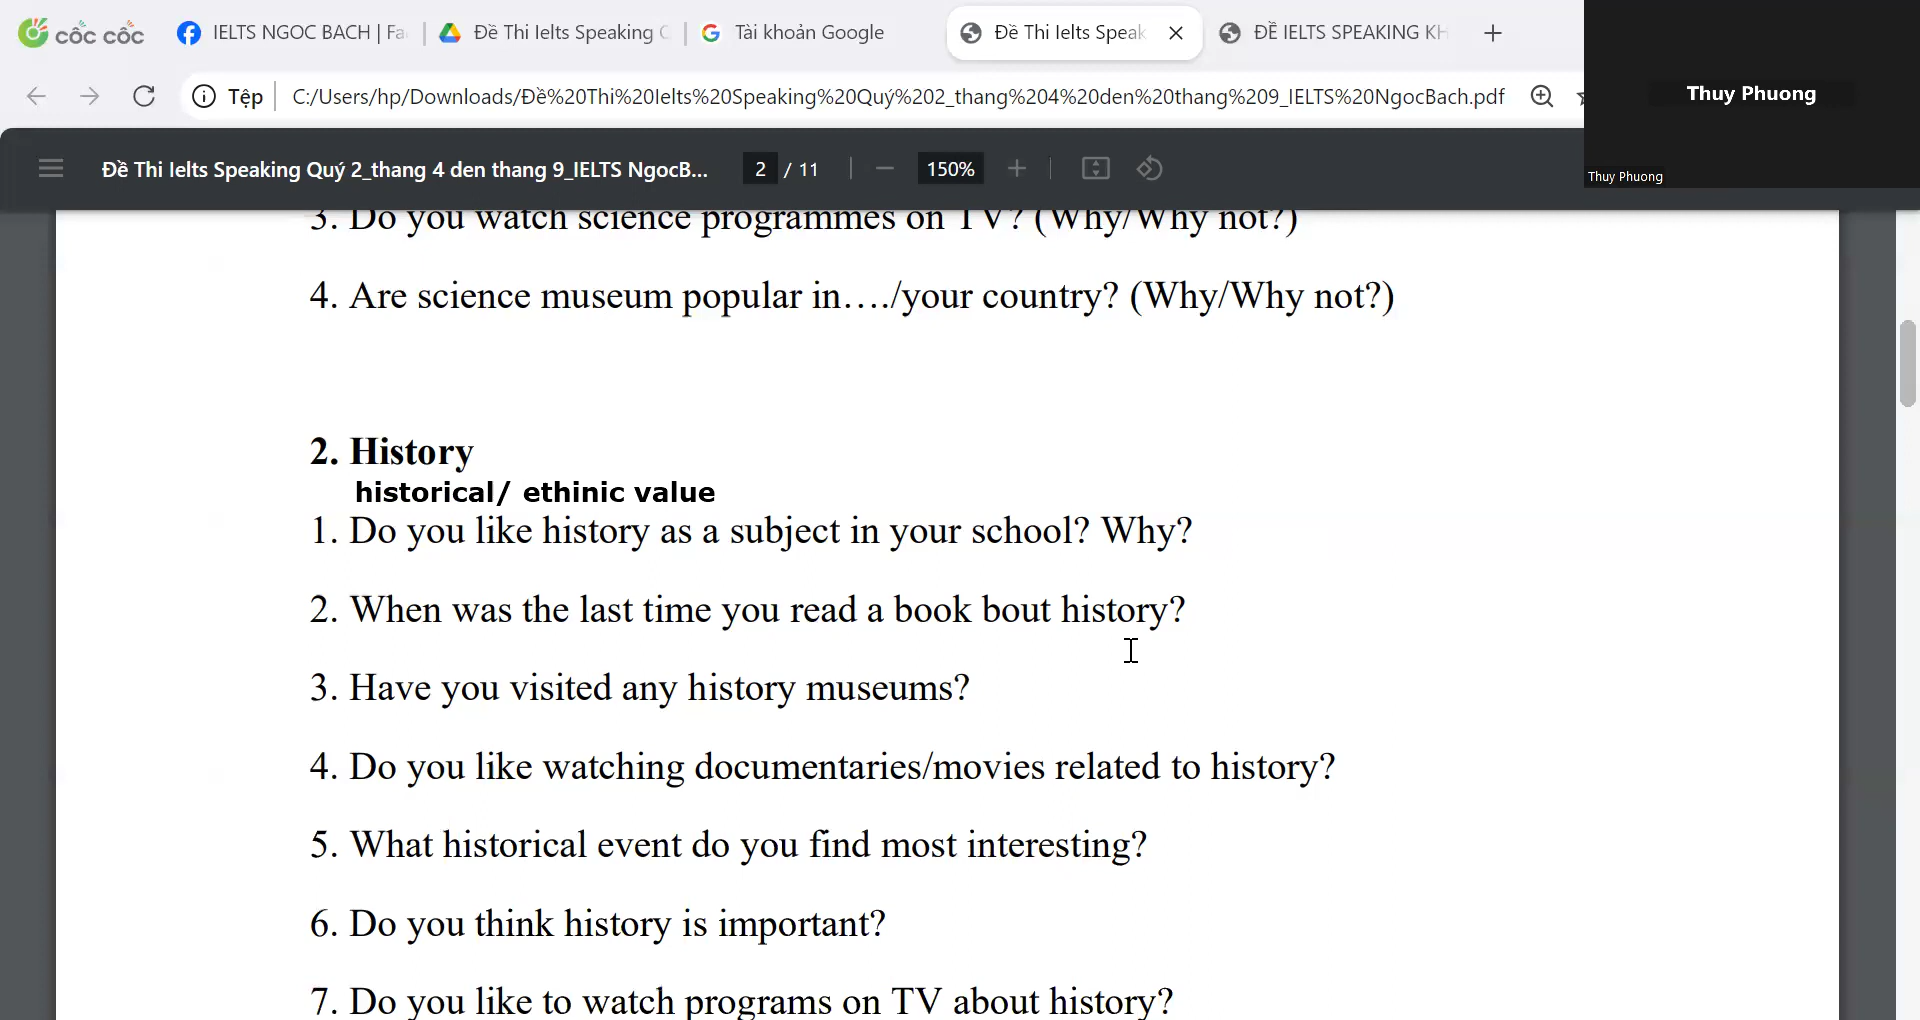 cốc cốc
IELTS NGOC BACH | Fa
Đề Thi Ielts Speaking
Tài khoản Google
Đề Thi Ielts Speak
ĐỀ IELTS SPEAKING KH
Tệp
C:/Users/hp/Downloads/Đề%20Thi%20Ielts%20Speaking%20Quý%202_thang%204%20den%20thang%209_IELTS%20NgocBach.pdf
Thuy Phuong
Thuy Phuong
Đề Thi Ielts Speaking Quý 2_thang 4 den thang 9_IELTS NgocB...
2 / 11
150%
3. Do you watch science programmes on TV? (Why/Why not?)
4. Are science museum popular in…./your country? (Why/Why not?)
2. History
historical/ ethinic value
1. Do you like history as a subject in your school? Why?
2. When was the last time you read a book bout history?
3. Have you visited any history museums?
4. Do you like watching documentaries/movies related to history?
5. What historical event do you find most interesting?
6. Do you think history is important?
7. Do you like to watch programs on TV about history?